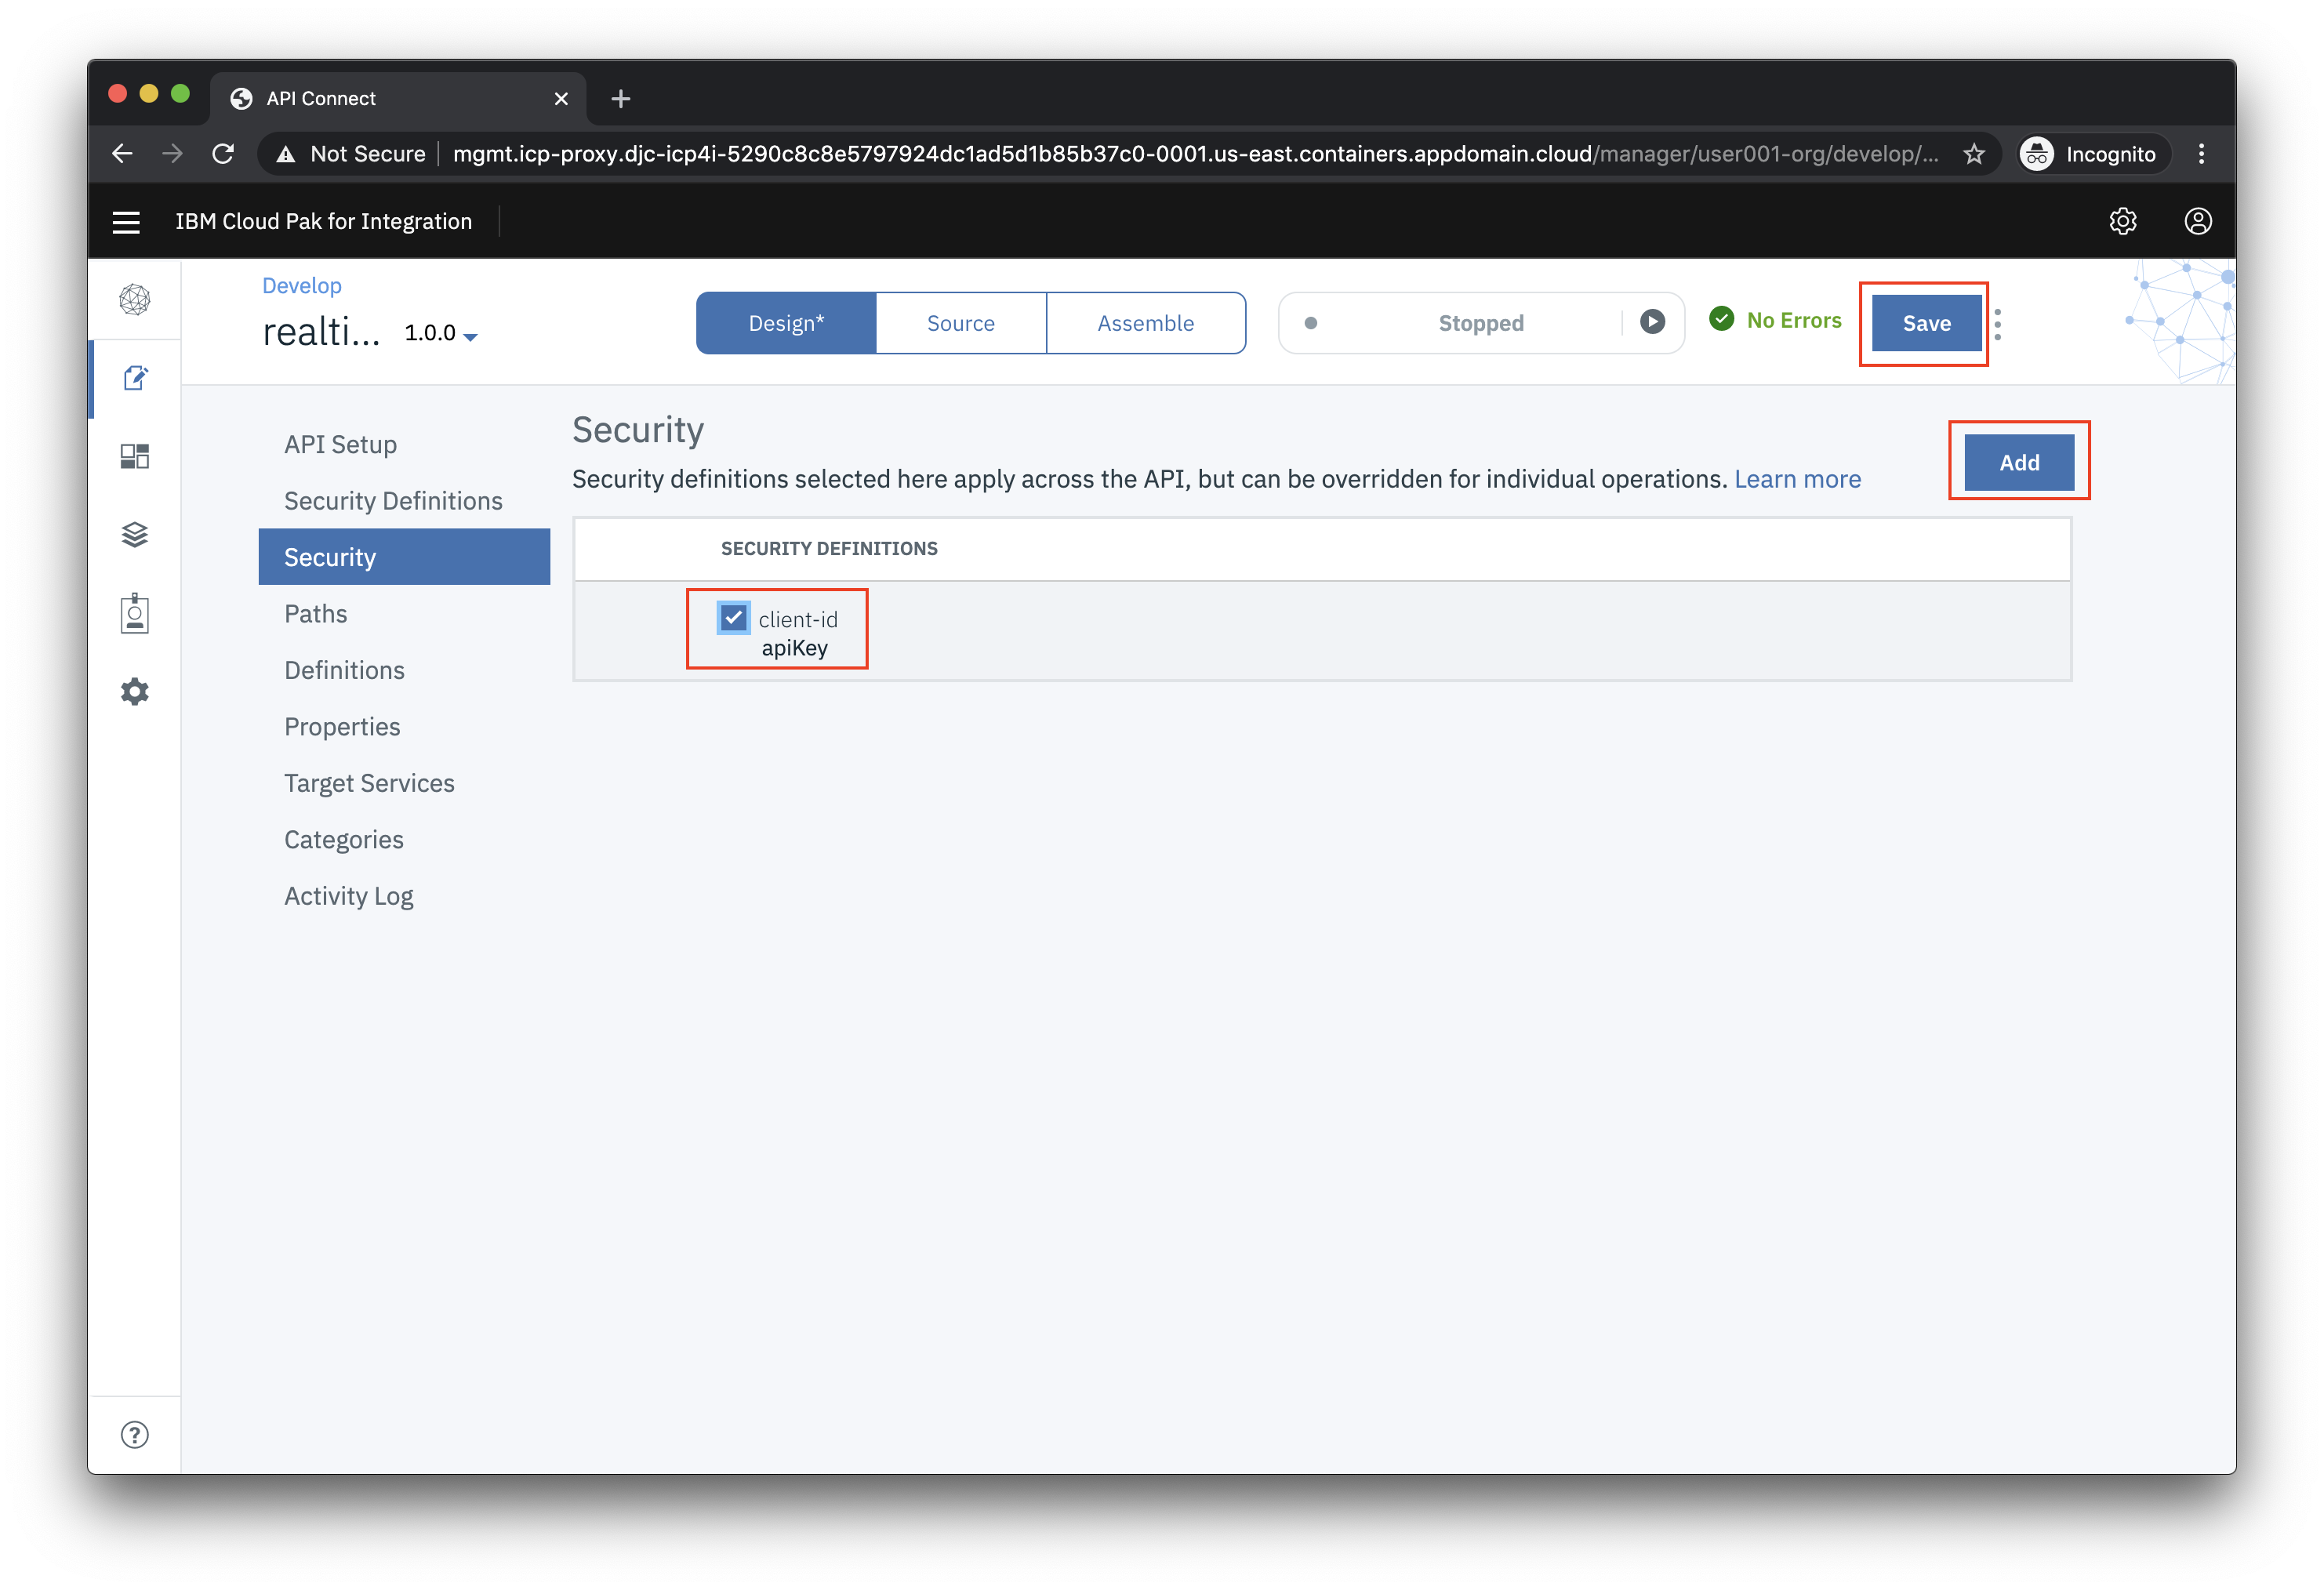 API Connect
Not Secure
mgmt.icp-proxy.djc-icp4i-5290c8c8e5797924dc1ad5d1b85b37c0-0001.us-east.containers.appdomain.cloud/manager/user001-org/develop/...
Incognito
IBM Cloud Pak for Integration
Develop
realti...
1.0.0
Design*
Source
Assemble
Stopped
No Errors
Save
API Setup
Security Definitions
Security
Paths
Definitions
Properties
Target Services
Categories
Activity Log
Security
Security definitions selected here apply across the API, but can be overridden for individual operations. Learn more
Add
SECURITY DEFINITIONS
client-id
apiKey